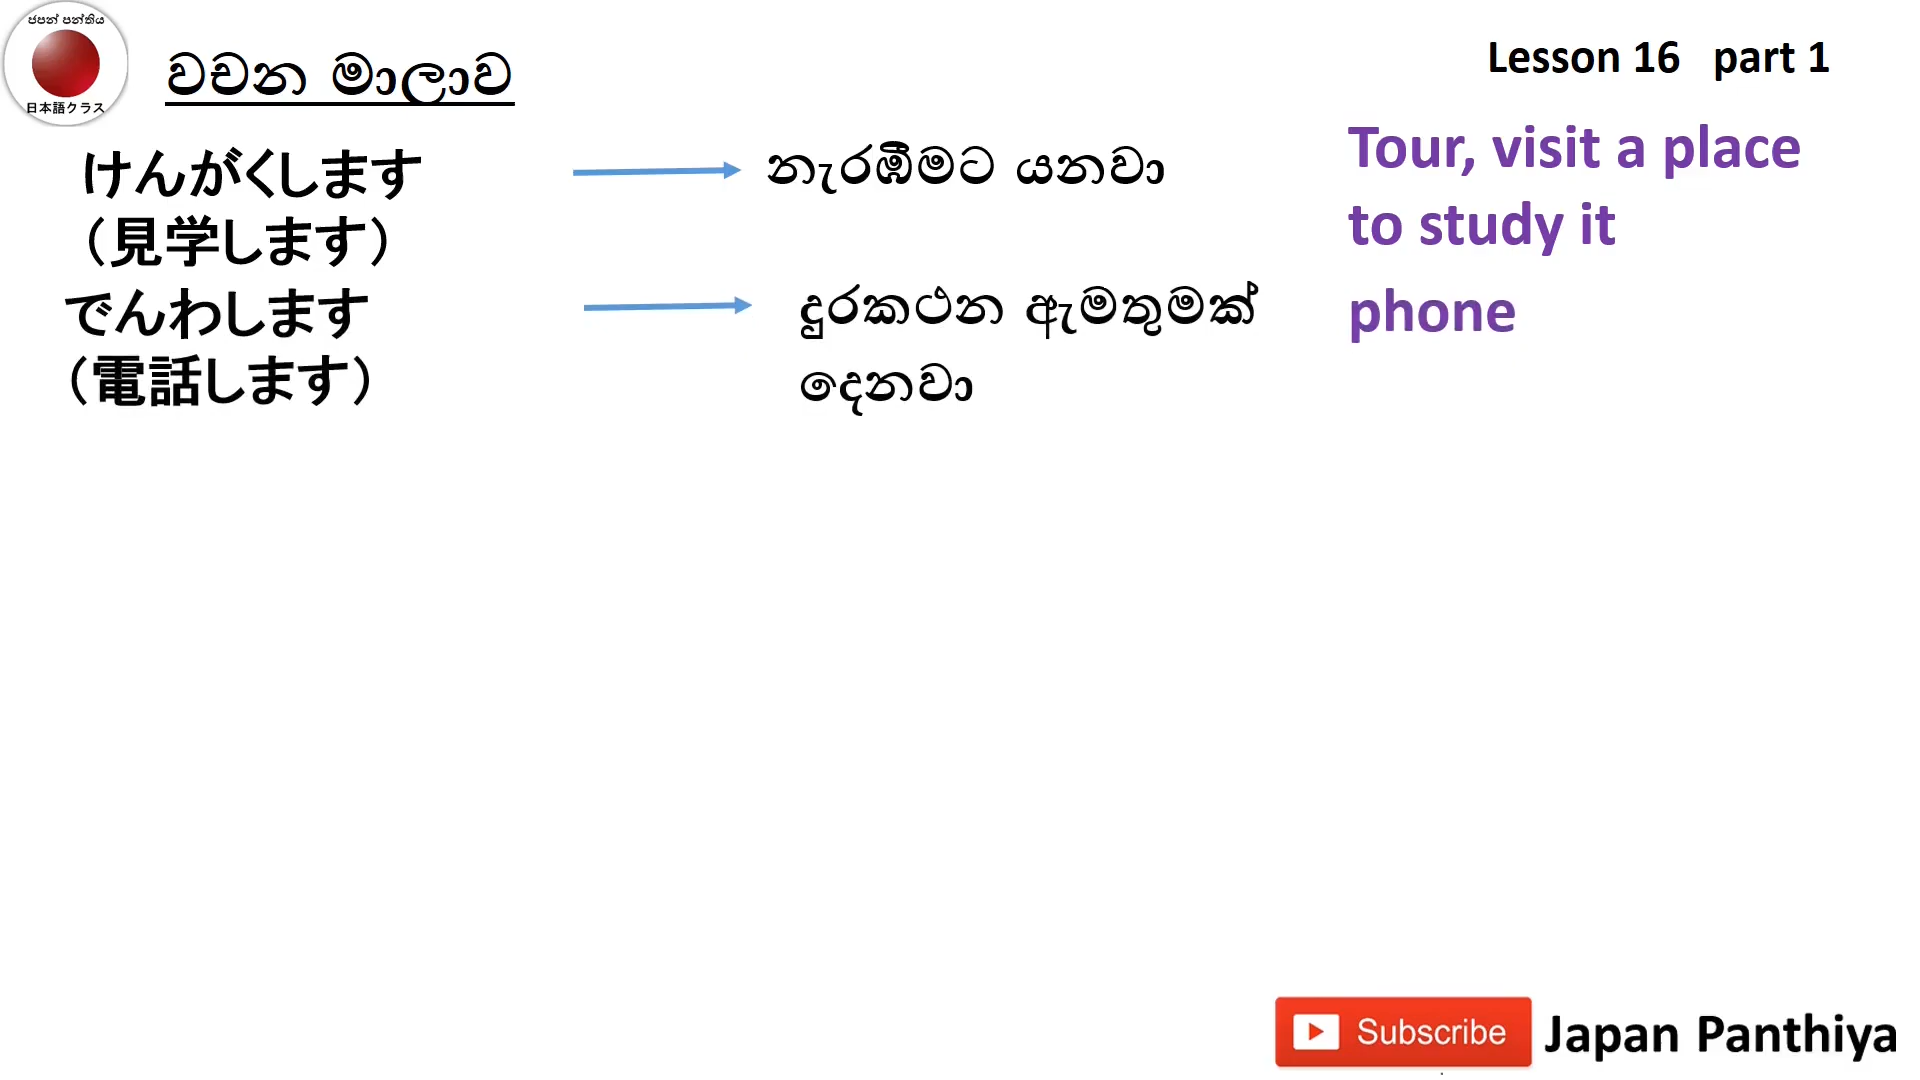 ජපන් පන්තිය
日本語クラス
වචන මාලාව
Lesson 16 part 1
けんがくします
නැරඹීමට යනවා
Tour, visit a place
(見学します)
to study it
でんわします
දුරකථන ඇමතුමක්
phone
(電話します)
දෙනවා
Subscribe
Japan Panthiya